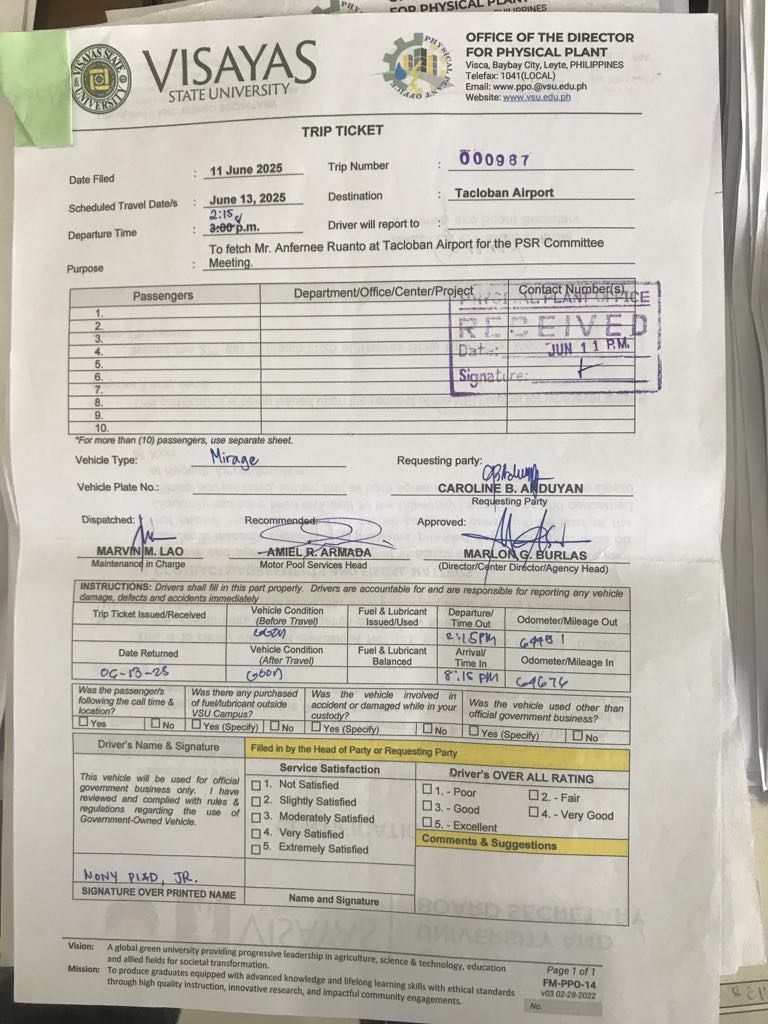 VISAYAS
STATE UNIVERSITY
OFFICE OF THE DIRECTOR
FOR PHYSICAL PLANT
Visca, Baybay City, Leyte, PHILIPPINES
Telefax: 1041(LOCAL)
Email: www.ppo.@vsu.edu.ph
Website: www.vsu.edu.ph
TRIP TICKET
Date Filed : 11 June 2025 Trip Number : 000987
Scheduled Travel Date/s : June 13, 2025 Destination : Tacloban Airport
2:15
Departure Time : 3:00 p.m. Driver will report to :
Purpose : To fetch Mr. Anfernee Ruanto at Tacloban Airport for the PSR Committee
Meeting.
Passengers Department/Office/Center/Project Contact Number(s)
1.
2.
3.
4.
5.
6.
7.
8.
9.
10.
PHYSICAL PLANT OFFICE
RECEIVED
Date: JUN 11 P.M.
Signature:
*For more than (10) passengers, use separate sheet.
Vehicle Type: Mirage Requesting party:
Vehicle Plate No.: CAROLINE B. ANDUYAN
Requesting Party
Dispatched: Recommended: Approved:
MARVIN M. LAO AMIEL R. ARMADA MARLON G. BURLAS
Maintenance in Charge Motor Pool Services Head (Director/Center Director/Agency Head)
INSTRUCTIONS: Drivers shall fill in this part properly. Drivers are accountable for and are responsible for reporting any vehicle
damage, defects and accidents immediately
Trip Ticket Issued/Received Vehicle Condition (Before Travel) Fuel & Lubricant Issued/Used Departure/ Time Out Odometer/Mileage Out
2:15 PM
Date Returned Vehicle Condition (After Travel) Fuel & Lubricant Balanced Arrival/ Time In Odometer/Mileage In
06-13-25 GOOD 8:15 PM 64676
Was the passenger/s following the call time & location? Was there any purchased of fuel/lubricant outside VSU Campus? Was the vehicle involved in accident or damaged while in your custody? Was the vehicle used other than official government business?
Yes No Yes (Specify) No Yes (Specify) No Yes (Specify) No
Driver's Name & Signature Filled in by the Head of Party or Requesting Party
This vehicle will be used for official
government business only. I have
reviewed and complied with rules &
regulations regarding the use of
Government-Owned Vehicle.
Service Satisfaction
1. Not Satisfied
2. Slightly Satisfied
3. Moderately Satisfied
4. Very Satisfied
5. Extremely Satisfied
Driver's OVER ALL RATING
1. - Poor 2. - Fair
3. - Good 4. - Very Good
5. - Excellent
Comments & Suggestions
NONY PIAD, JR.
SIGNATURE OVER PRINTED NAME Name and Signature
Vision: A global green university providing progressive leadership in agriculture, science & technology, education
and allied fields for societal transformation.
Mission: To produce graduates equipped with advanced knowledge and lifelong learning skills with ethical standards
through high quality instruction, innovative research, and impactful community engagements.
Page 1 of 1
FM-PPO-14
v03 02-28-2022
No.